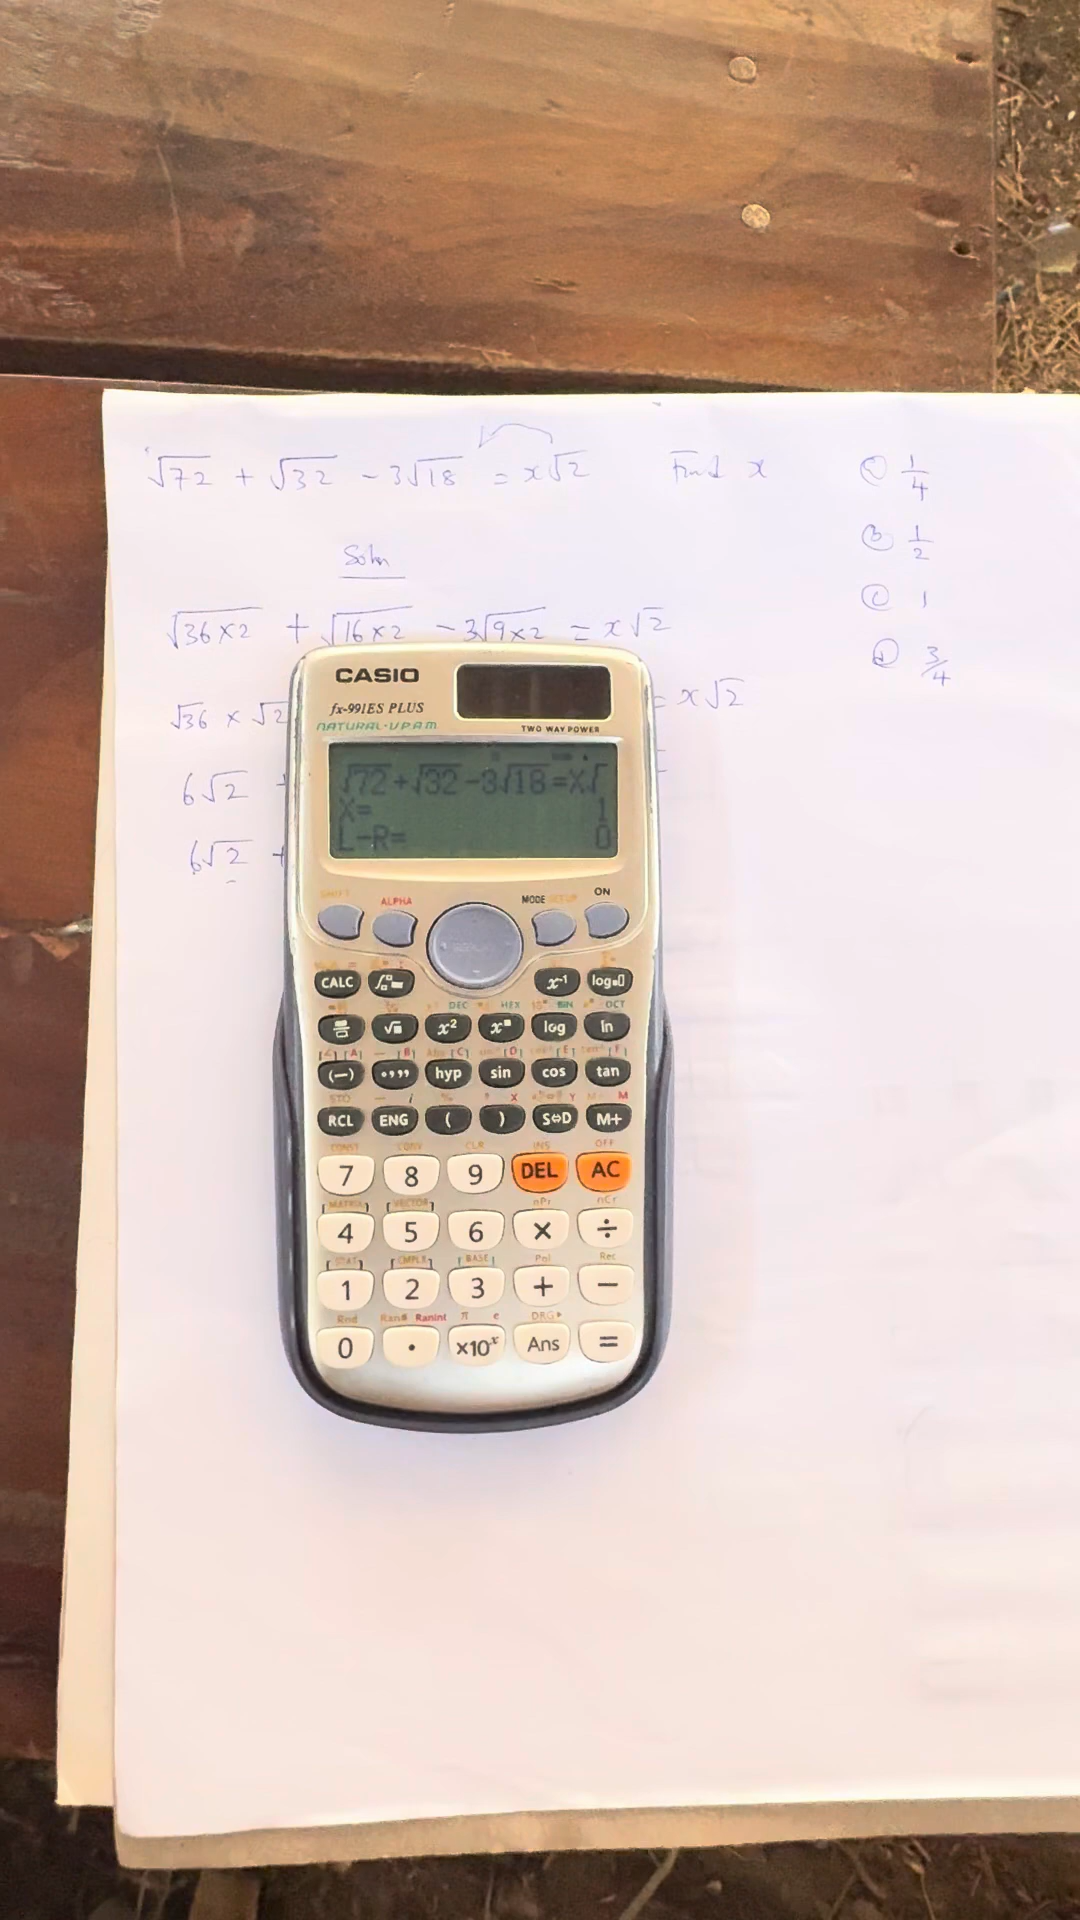 √72 + √32 - 3√18 = x√2 Find x
Ⓐ 1/4
Ⓑ 1/2
Ⓒ 1
Ⓓ 3/4
Soln
√36×2 + √16×2 - 3√9×2 = x√2
√36 × √2 = x√2
6√2 +
6√2 +
CASIO
fx-991ES PLUS
NATURAL-V.P.A.M.
TWO WAY POWER
√72+√32-3√18=X√
X= 1
L-R= 0
SHIFT ALPHA MODE SETUP ON
CALC x⁻¹ log
√ x² x log ln
(-) hyp sin cos tan
RCL ENG ( ) S⇔D M+
7 8 9 DEL AC
4 5 6 × ÷
1 2 3 + −
0 . ×10ˣ Ans =